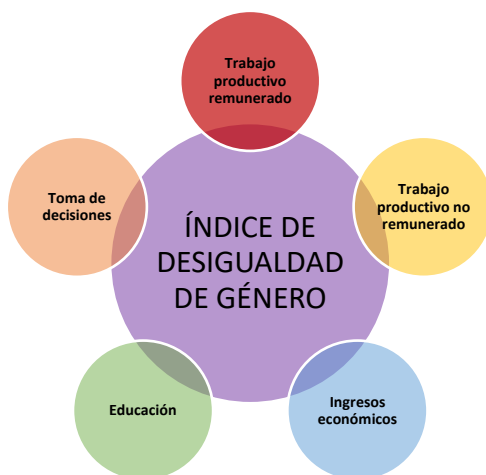 Trabajo
productivo
remunerado
Toma de
decisiones
Trabajo
productivo no
remunerado
ÍNDICE DE
DESIGUALDAD
DE GÉNERO
Educación
Ingresos
económicos